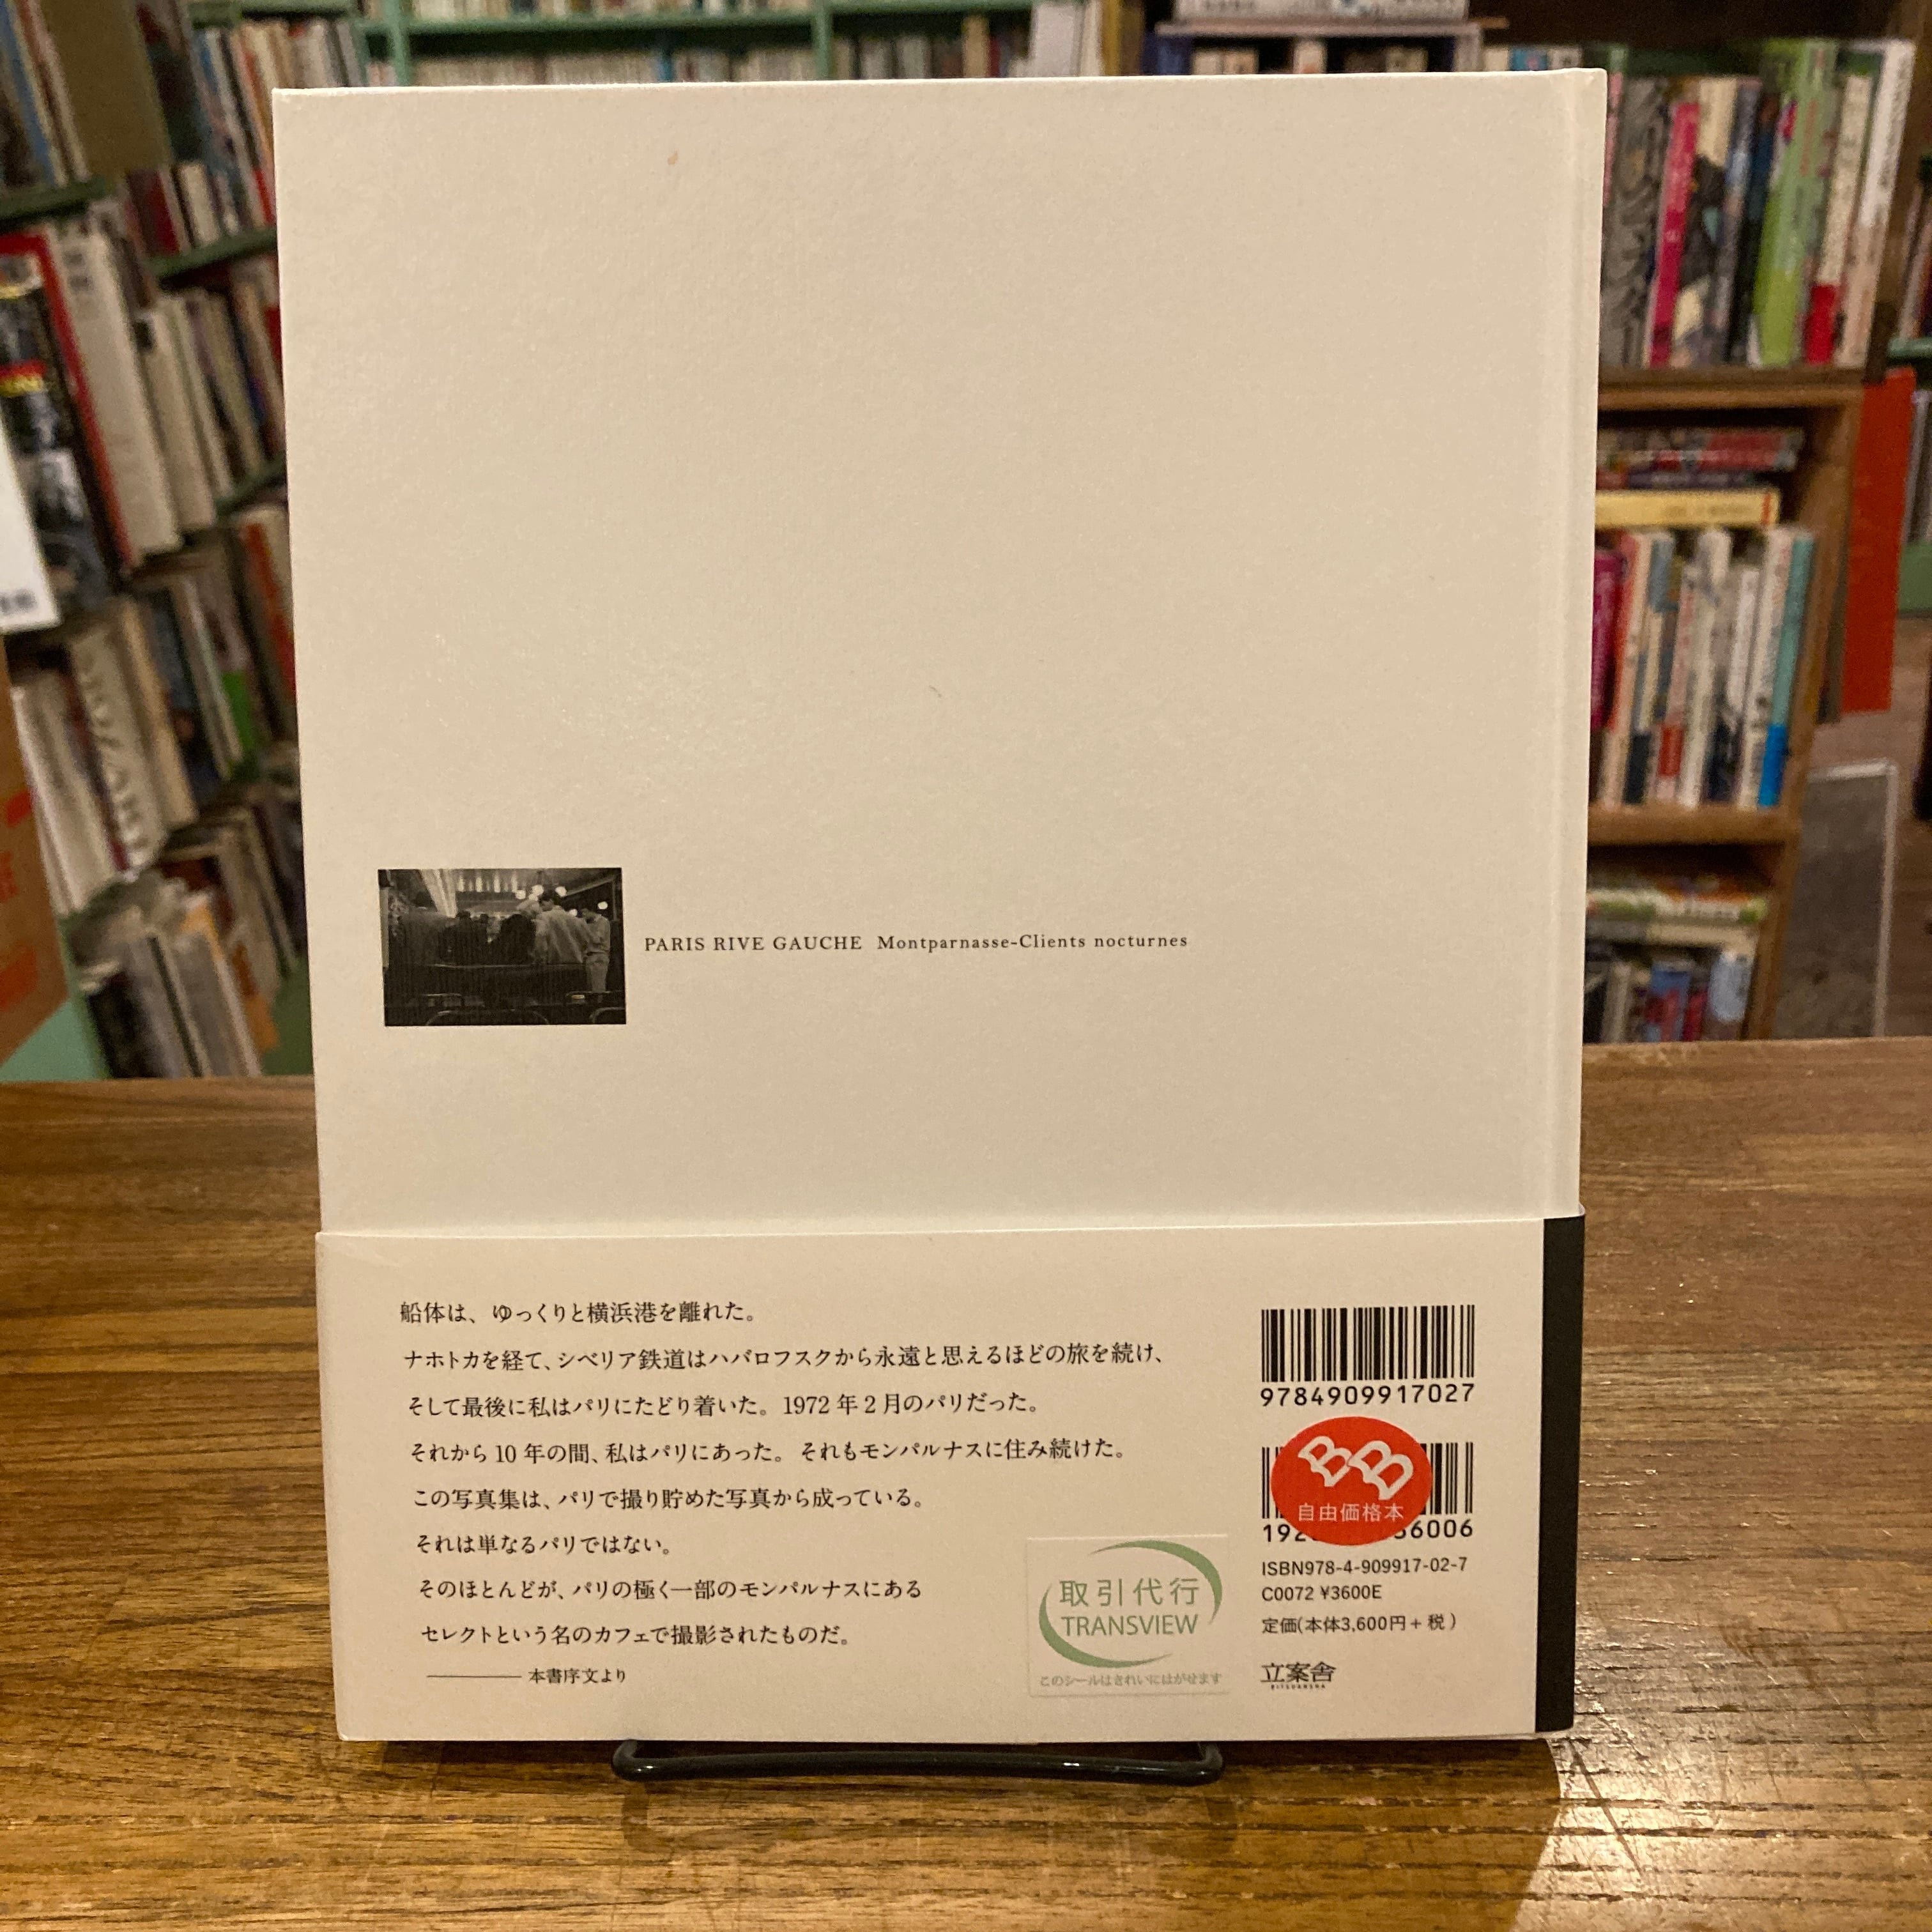 PARIS RIVE GAUCHE Montparnasse-Clients nocturnes
船体は、ゆっくりと横浜港を離れた。
ナホトカを経て、シベリア鉄道はハバロフスクから永遠と思えるほどの旅を続け、
そして最後に私はパリにたどり着いた。1972年2月のパリだった。
それから10年の間、私はパリにあった。それもモンパルナスに住み続けた。
この写真集は、パリで撮り貯めた写真から成っている。
それは単なるパリではない。
そのほとんどが、パリの極く一部のモンパルナスにある
セレクトという名のカフェで撮影されたものだ。
本書序文より
取引代行
TRANSVIEW
このシールはきれいにはがせます
9784909917027
BB
自由価格本
192 36006
ISBN978-4-909917-02-7
C0072 ¥3600E
定価(本体3,600円+税)
立案舎